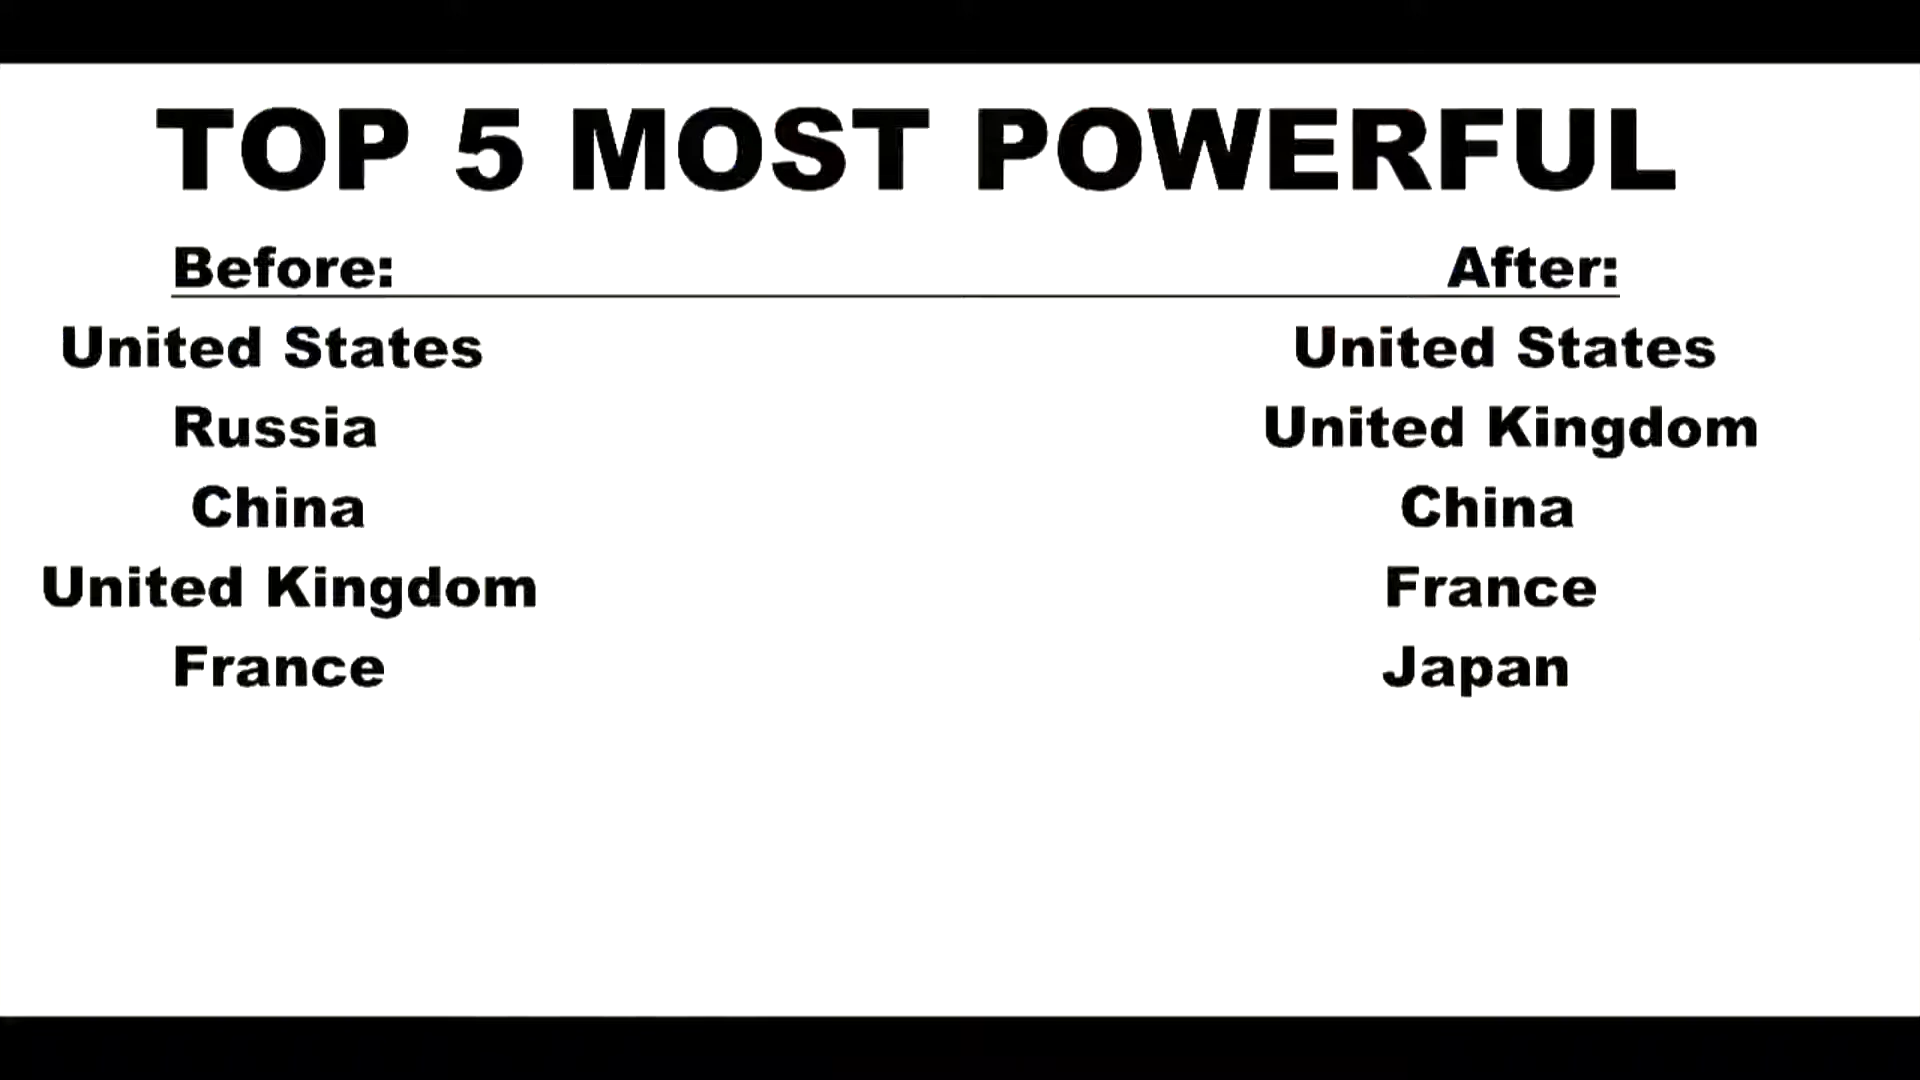 TOP 5 MOST POWERFUL
Before: After:
United States United States
Russia United Kingdom
China China
United Kingdom France
France Japan